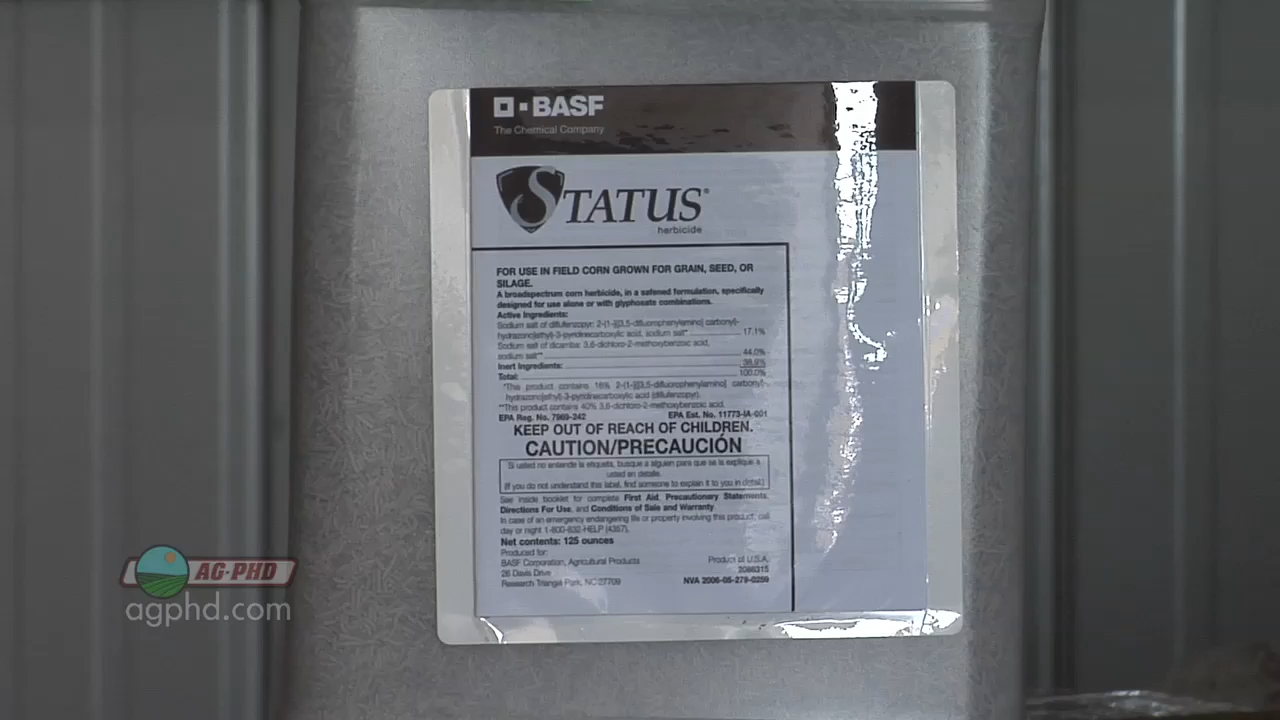 BASF
The Chemical Company
STATUS®
herbicide
FOR USE IN FIELD CORN GROWN FOR GRAIN, SEED, OR
SILAGE.
A broadspectrum corn herbicide, in a safened formulation, specifically
designed for use alone or with glyphosate combinations.
Active Ingredients:
Sodium salt of diflufenzopyr: 2-(1-[([3,5-difluorophenylamino] carbonyl)-
hydrazono]ethyl)-3-pyridinecarboxylic acid, sodium salt* 17.1%
Sodium salt of dicamba: 3,6-dichloro-2-methoxybenzoic acid,
sodium salt** 44.0%
Inert Ingredients: 38.9%
Total: 100.0%
*This product contains 16% 2-(1-[([3,5-difluorophenylamino] carbonyl)-
hydrazono]ethyl)-3-pyridinecarboxylic acid (diflufenzopyr).
**This product contains 40% 3,6-dichloro-2-methoxybenzoic acid.
EPA Reg. No. 7969-242 EPA Est. No. 11773-IA-001
KEEP OUT OF REACH OF CHILDREN.
CAUTION/PRECAUCIÓN
Si usted no entiende la etiqueta, busque a alguien para que se la explique a
usted en detalle.
(If you do not understand this label, find someone to explain it to you in detail.)
See inside booklet for complete First Aid, Precautionary Statements,
Directions For Use, and Conditions of Sale and Warranty.
In case of an emergency endangering life or property involving this product, call
day or night 1-800-832-HELP (4357).
Net contents: 125 ounces
Produced for:
BASF Corporation, Agricultural Products Product of U.S.A.
26 Davis Drive 2088315
Research Triangle Park, NC 27709 NVA 2006-05-279-0259
AG-PHD
agphd.com